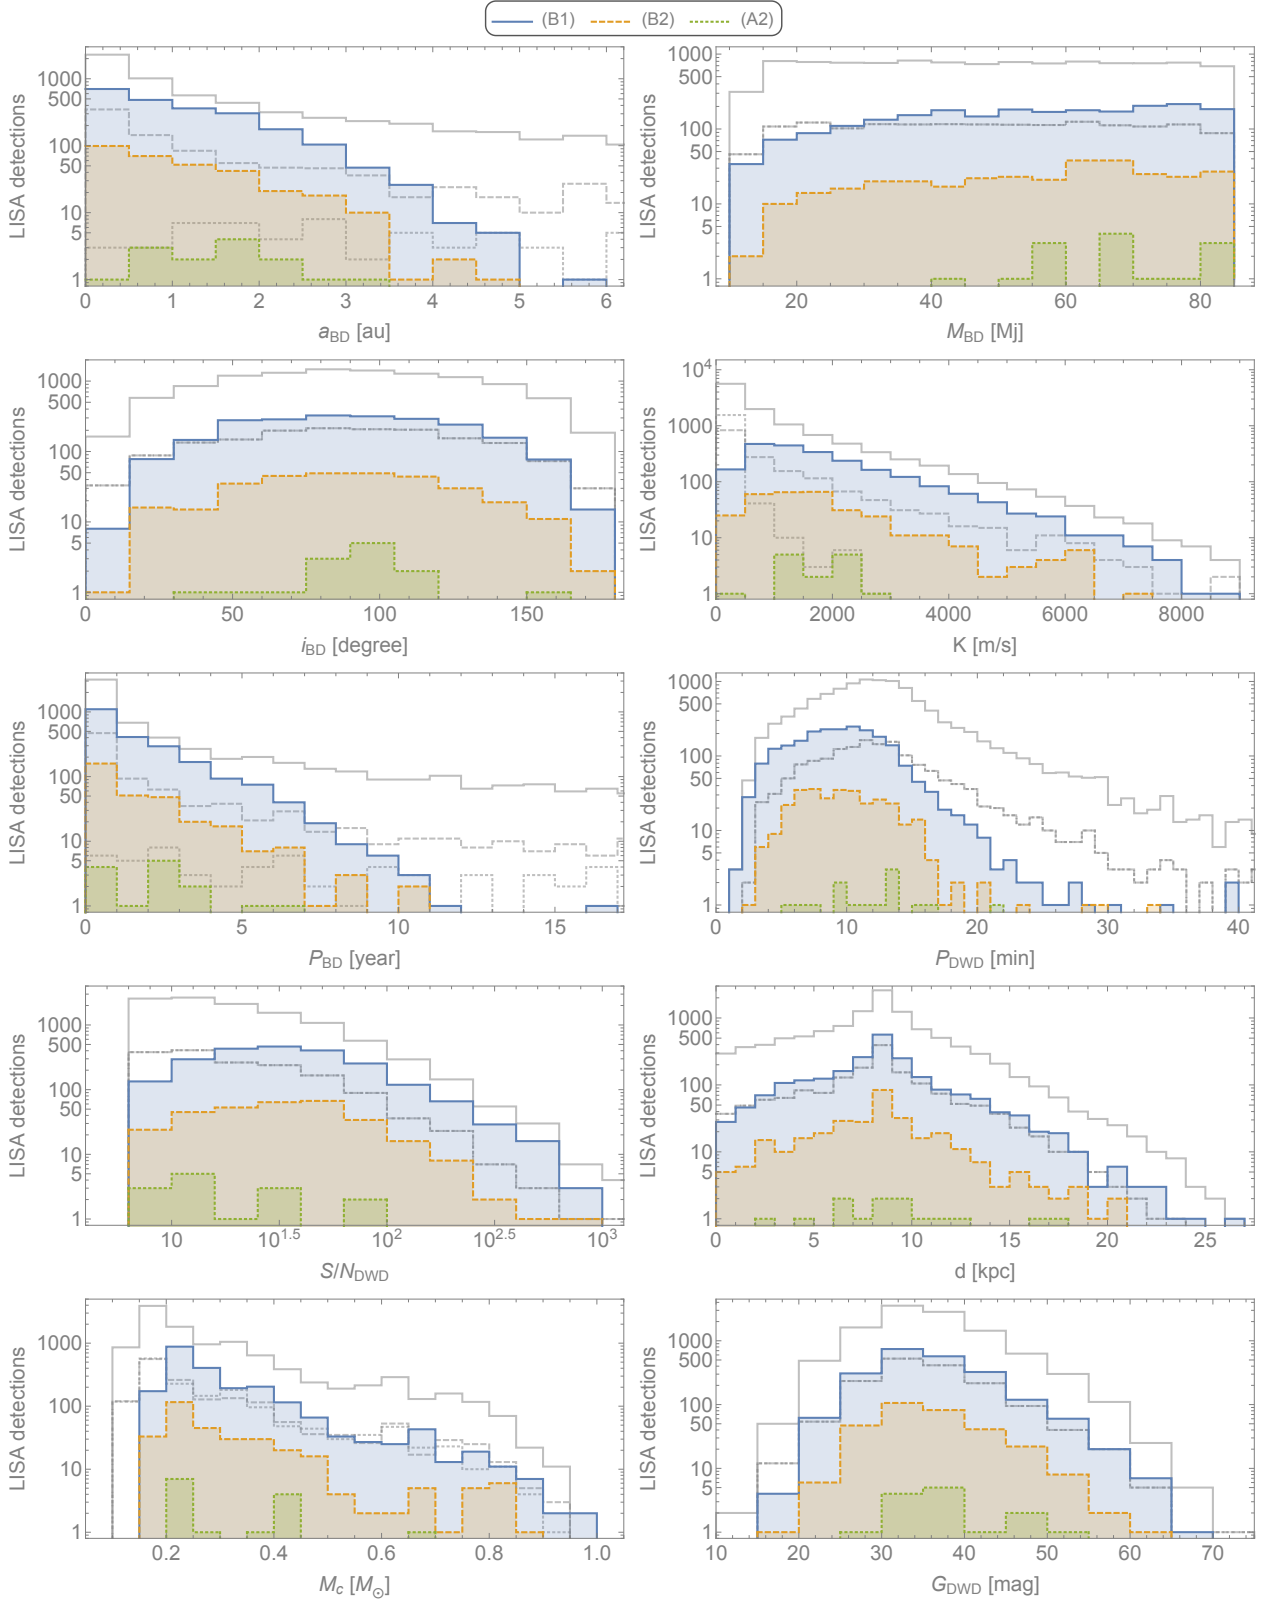 (B1) (B2) (A2)
LISA detections
1000
500
100
50
10
5
1
0 1 2 3 4 5 6
a_BD [au]
LISA detections
1000
500
100
50
10
5
1
20 40 60 80
M_BD [Mj]
LISA detections
1000
500
100
50
10
5
1
0 50 100 150
i_BD [degree]
LISA detections
10^4
1000
100
10
1
0 2000 4000 6000 8000
K [m/s]
LISA detections
1000
500
100
50
10
5
1
0 5 10 15
P_BD [year]
LISA detections
1000
500
100
50
10
5
1
0 10 20 30 40
P_DWD [min]
LISA detections
1000
500
100
50
10
5
1
10 10^1.5 10^2 10^2.5 10^3
S/N_DWD
LISA detections
1000
500
100
50
10
5
1
0 5 10 15 20 25
d [kpc]
LISA detections
1000
100
10
1
0.2 0.4 0.6 0.8 1.0
M_c [M_⊙]
LISA detections
1000
500
100
50
10
5
1
10 20 30 40 50 60 70
G_DWD [mag]